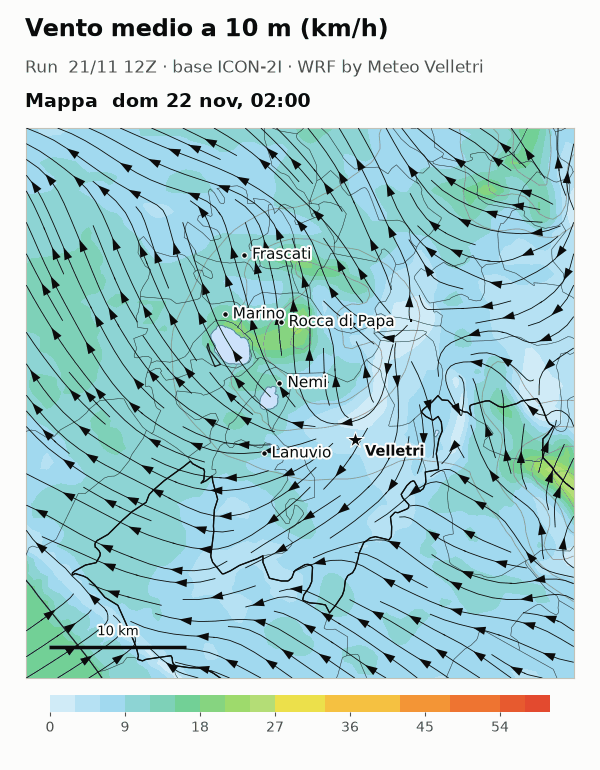 Vento medio a 10 m (km/h)
Run  21/11 12Z · base ICON-2I · WRF by Meteo Velletri
Mappa  dom 22 nov, 02:00
Frascati
Marino
Rocca di Papa
Nemi
Velletri
Lanuvio
10 km
0 9 18 27 36 45 54